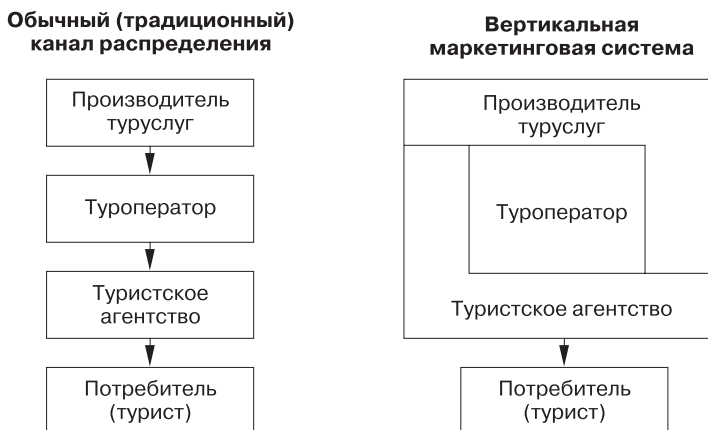 Обычный (традиционный)
канал распределения
Производитель
туруслуг
Туроператор
Туристское
агентство
Потребитель
(турист)
Вертикальная
маркетинговая система
Производитель
туруслуг
Туроператор
Туристское агентство
Потребитель
(турист)